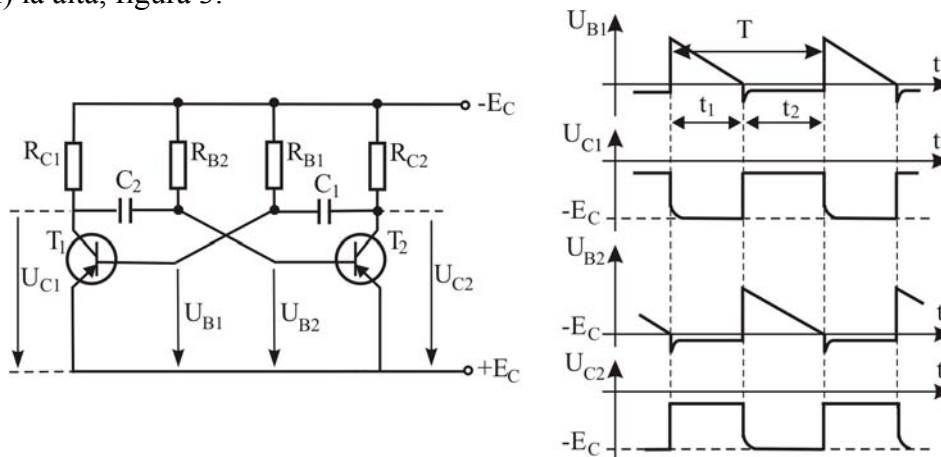 a) la alta, figura 3.
-E_C
R_C1
R_B2
R_B1
R_C2
C_2
C_1
T_1
T_2
U_C1
U_B1
U_B2
U_C2
+E_C
U_B1
T
t
t_1
t_2
U_C1
t
-E_C
U_B2
-E_C
t
U_C2
t
-E_C